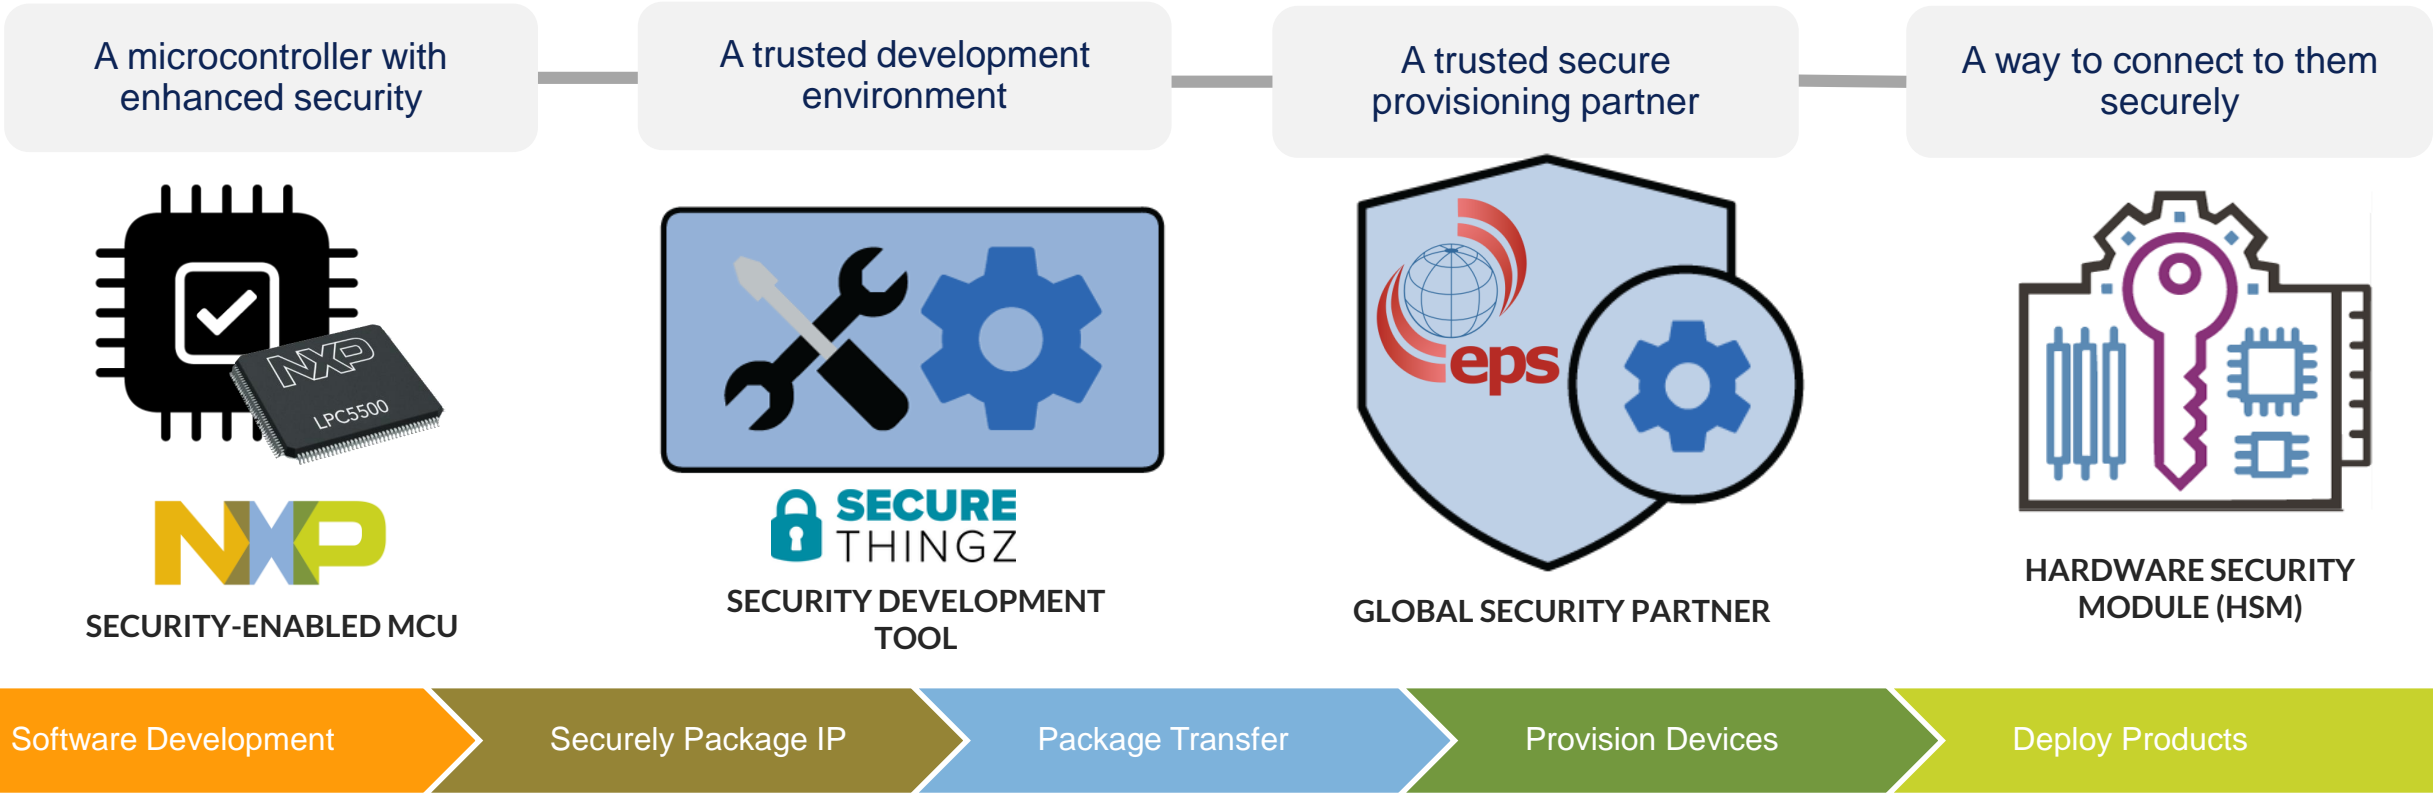 A microcontroller with
enhanced security
A trusted development
environment
A trusted secure
provisioning partner
A way to connect to them
securely
NXP
LPC5500
eps
NXP
SECURE
THINGZ
SECURITY-ENABLED MCU
SECURITY DEVELOPMENT
TOOL
GLOBAL SECURITY PARTNER
HARDWARE SECURITY
MODULE (HSM)
Software Development
Securely Package IP
Package Transfer
Provision Devices
Deploy Products